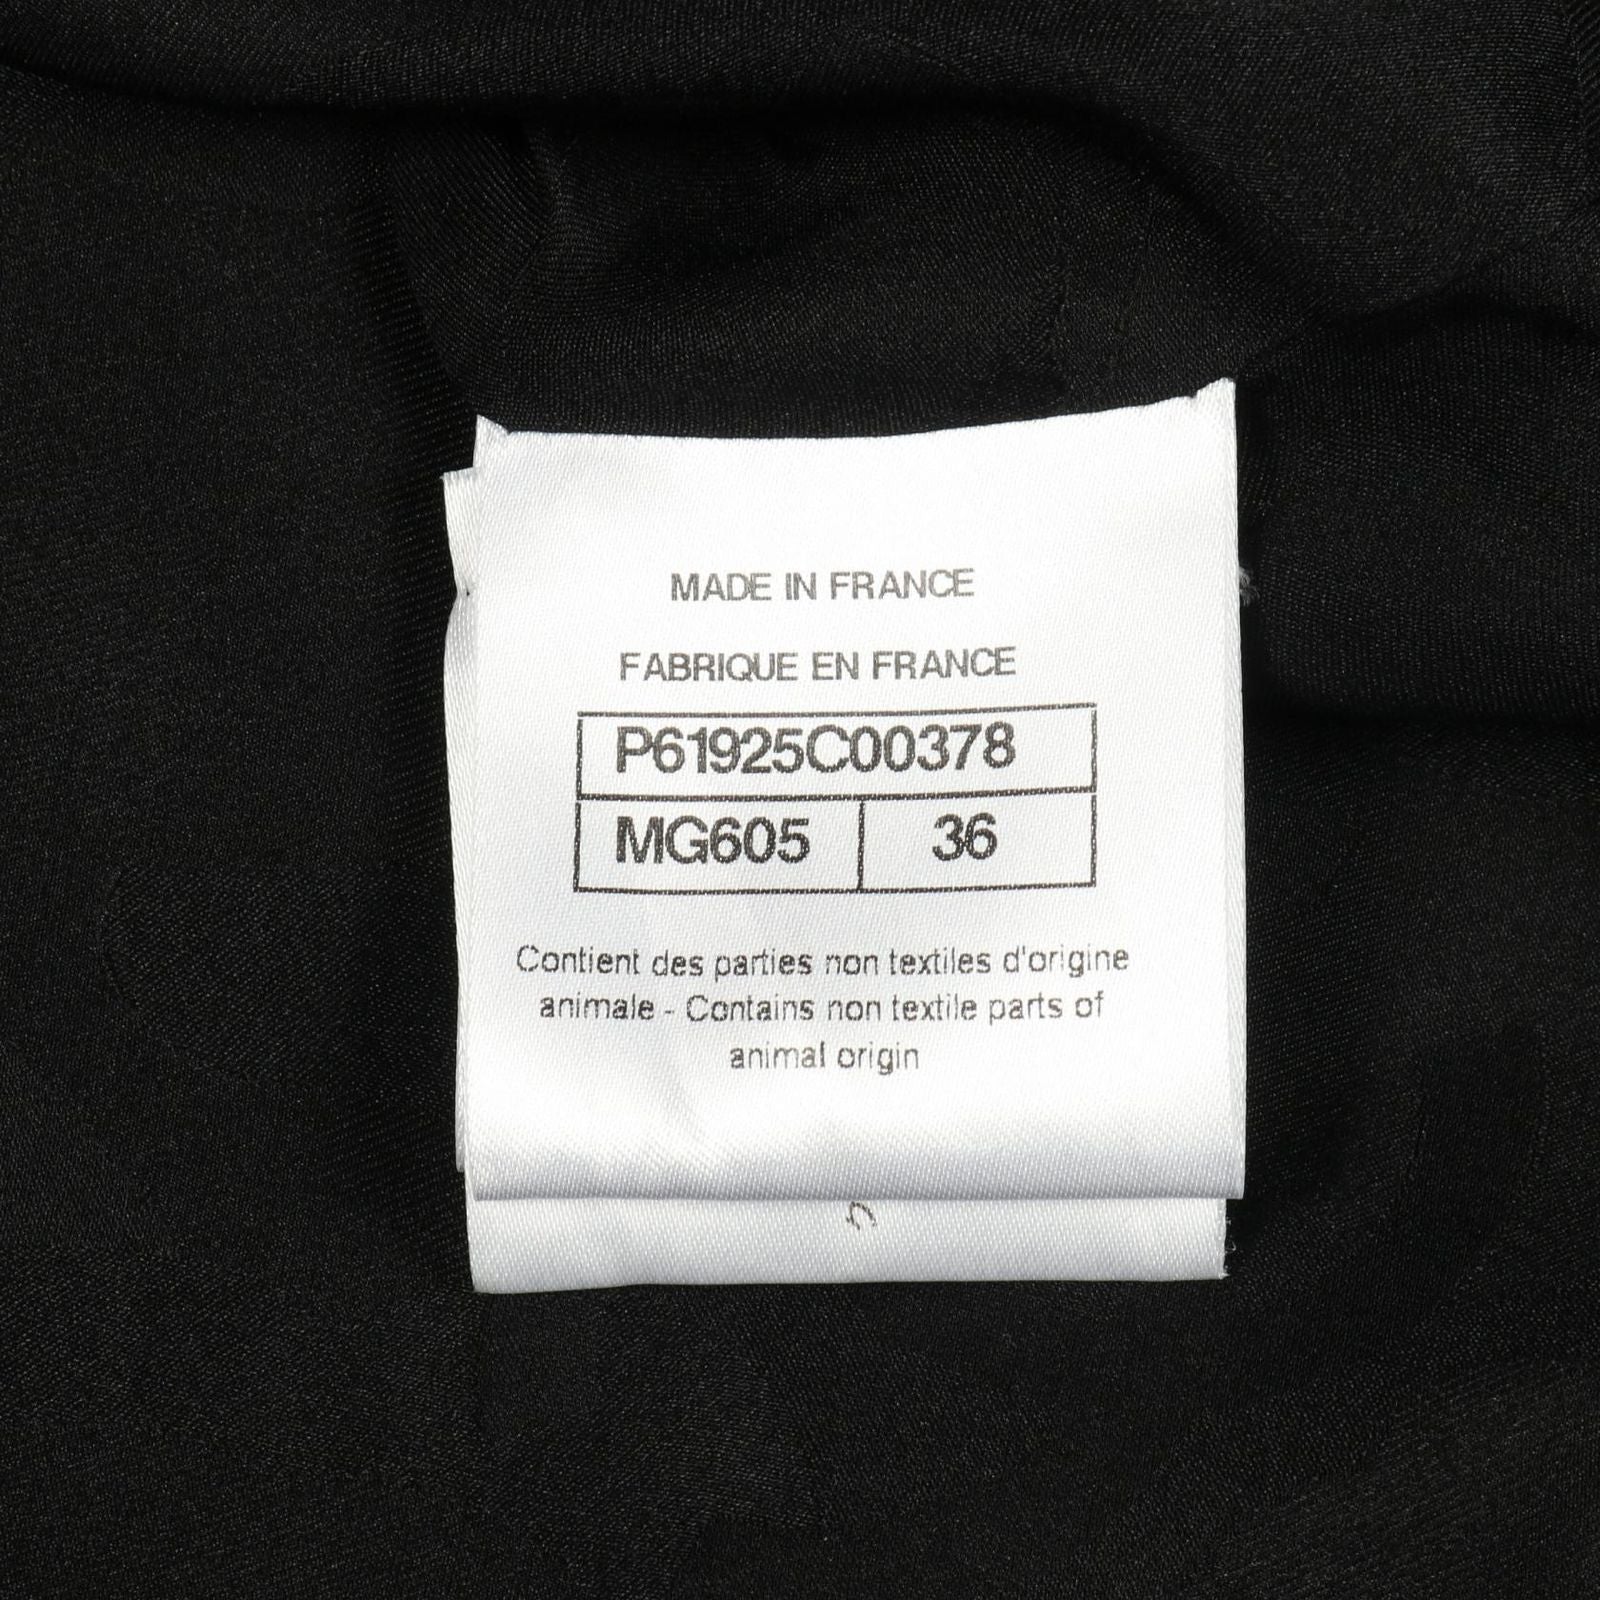 MADE IN FRANCE
FABRIQUE EN FRANCE
P61925C00378
MG605 36
Contient des parties non textiles d'origine
animale - Contains non textile parts of
animal origin